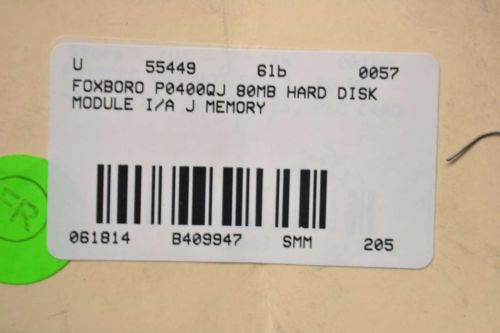 U 55449 6lb 0057
FOXBORO P0400QJ 80MB HARD DISK
MODULE I/A J MEMORY
061814 B409947 SMM 205
FR